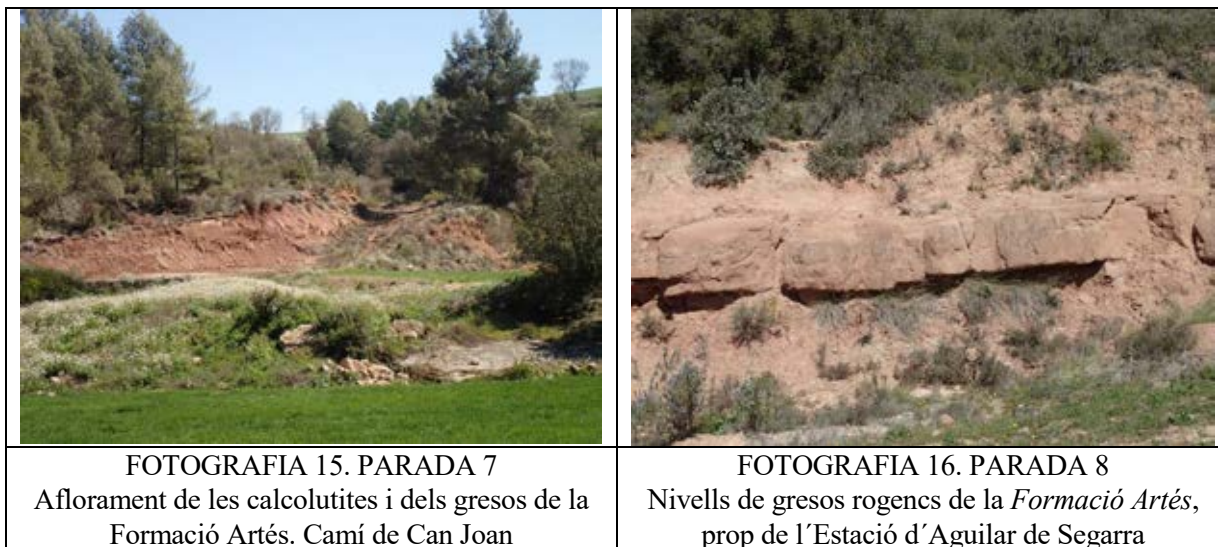 FOTOGRAFIA 15. PARADA 7
Aflorament de les calcolutites i dels gresos de la
Formació Artés. Camí de Can Joan
FOTOGRAFIA 16. PARADA 8
Nivells de gresos rogencs de la Formació Artés,
prop de l´Estació d´Aguilar de Segarra